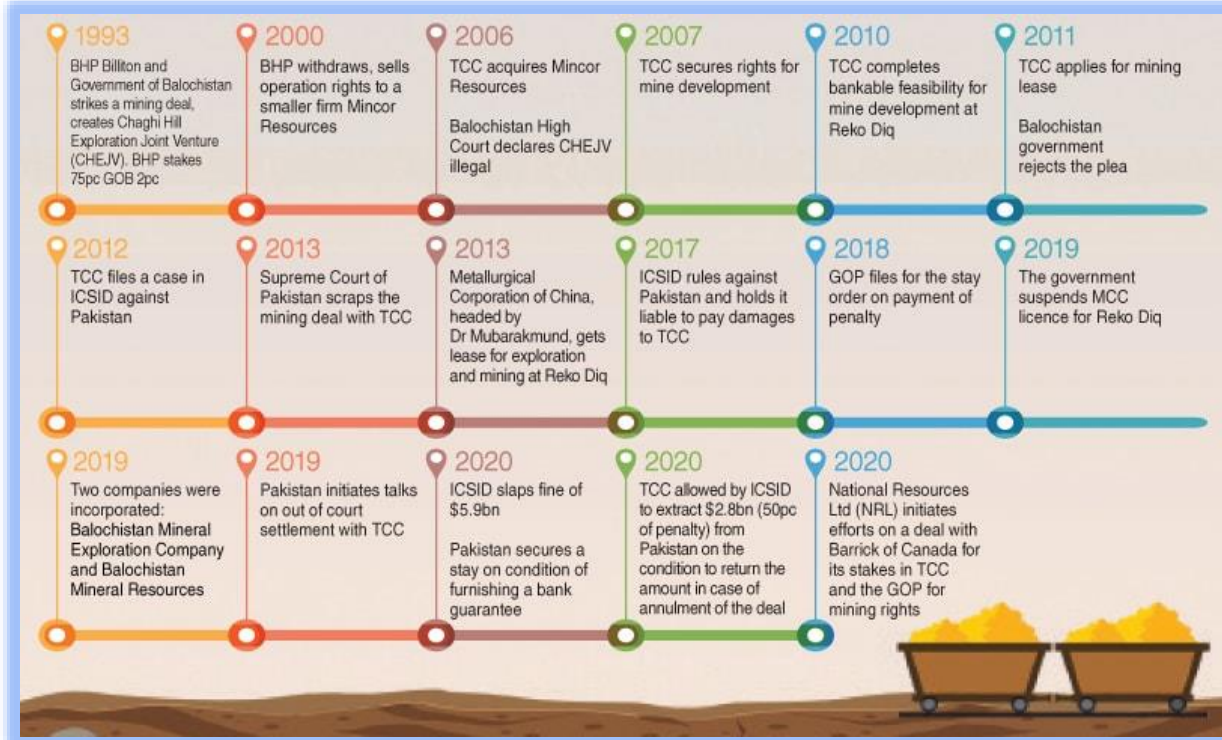 1993
BHP Billiton and
Government of Balochistan
strikes a mining deal,
creates Chaghi Hill
Exploration Joint Venture
(CHEJV). BHP stakes
75pc GOB 2pc
2000
BHP withdraws, sells
operation rights to a
smaller firm Mincor
Resources
2006
TCC acquires Mincor
Resources
Balochistan High
Court declares CHEJV
illegal
2007
TCC secures rights for
mine development
2010
TCC completes
bankable feasibility for
mine development at
Reko Diq
2011
TCC applies for mining
lease
Balochistan
government
rejects the plea
2012
TCC files a case in
ICSID against
Pakistan
2013
Supreme Court of
Pakistan scraps the
mining deal with TCC
2013
Metallurgical
Corporation of China,
headed by
Dr Mubarakmund, gets
lease for exploration
and mining at Reko Diq
2017
ICSID rules against
Pakistan and holds it
liable to pay damages
to TCC
2018
GOP files for the stay
order on payment of
penalty
2019
The government
suspends MCC
licence for Reko Diq
2019
Two companies were
incorporated:
Balochistan Mineral
Exploration Company
and Balochistan
Mineral Resources
2019
Pakistan initiates talks
on out of court
settlement with TCC
2020
ICSID slaps fine of
$5.9bn
Pakistan secures a
stay on condition of
furnishing a bank
guarantee
2020
TCC allowed by ICSID
to extract $2.8bn (50pc
of penalty) from
Pakistan on the
condition to return the
amount in case of
annulment of the deal
2020
National Resources
Ltd (NRL) initiates
efforts on a deal with
Barrick of Canada for
its stakes in TCC
and the GOP for
mining rights